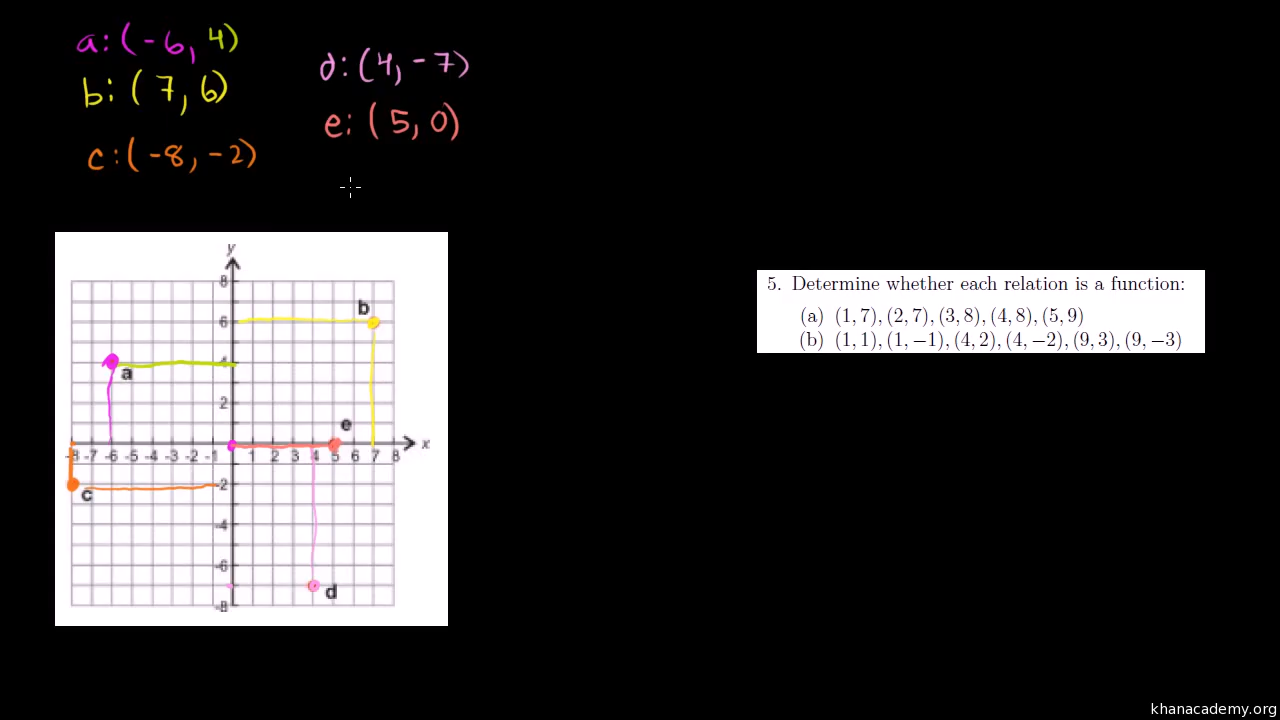 a: (-6, 4)
b: (7, 6)
c: (-8, -2)
d: (4, -7)
e: (5, 0)
y
8
6
4
2
-8 -7 -6 -5 -4 -3 -2 -1 1 2 3 4 5 6 7 8 x
-2
-4
-6
-8
a
b
c
d
e
5. Determine whether each relation is a function:
(a) (1, 7), (2, 7), (3, 8), (4, 8), (5, 9)
(b) (1, 1), (1, −1), (4, 2), (4, −2), (9, 3), (9, −3)
khanacademy.org